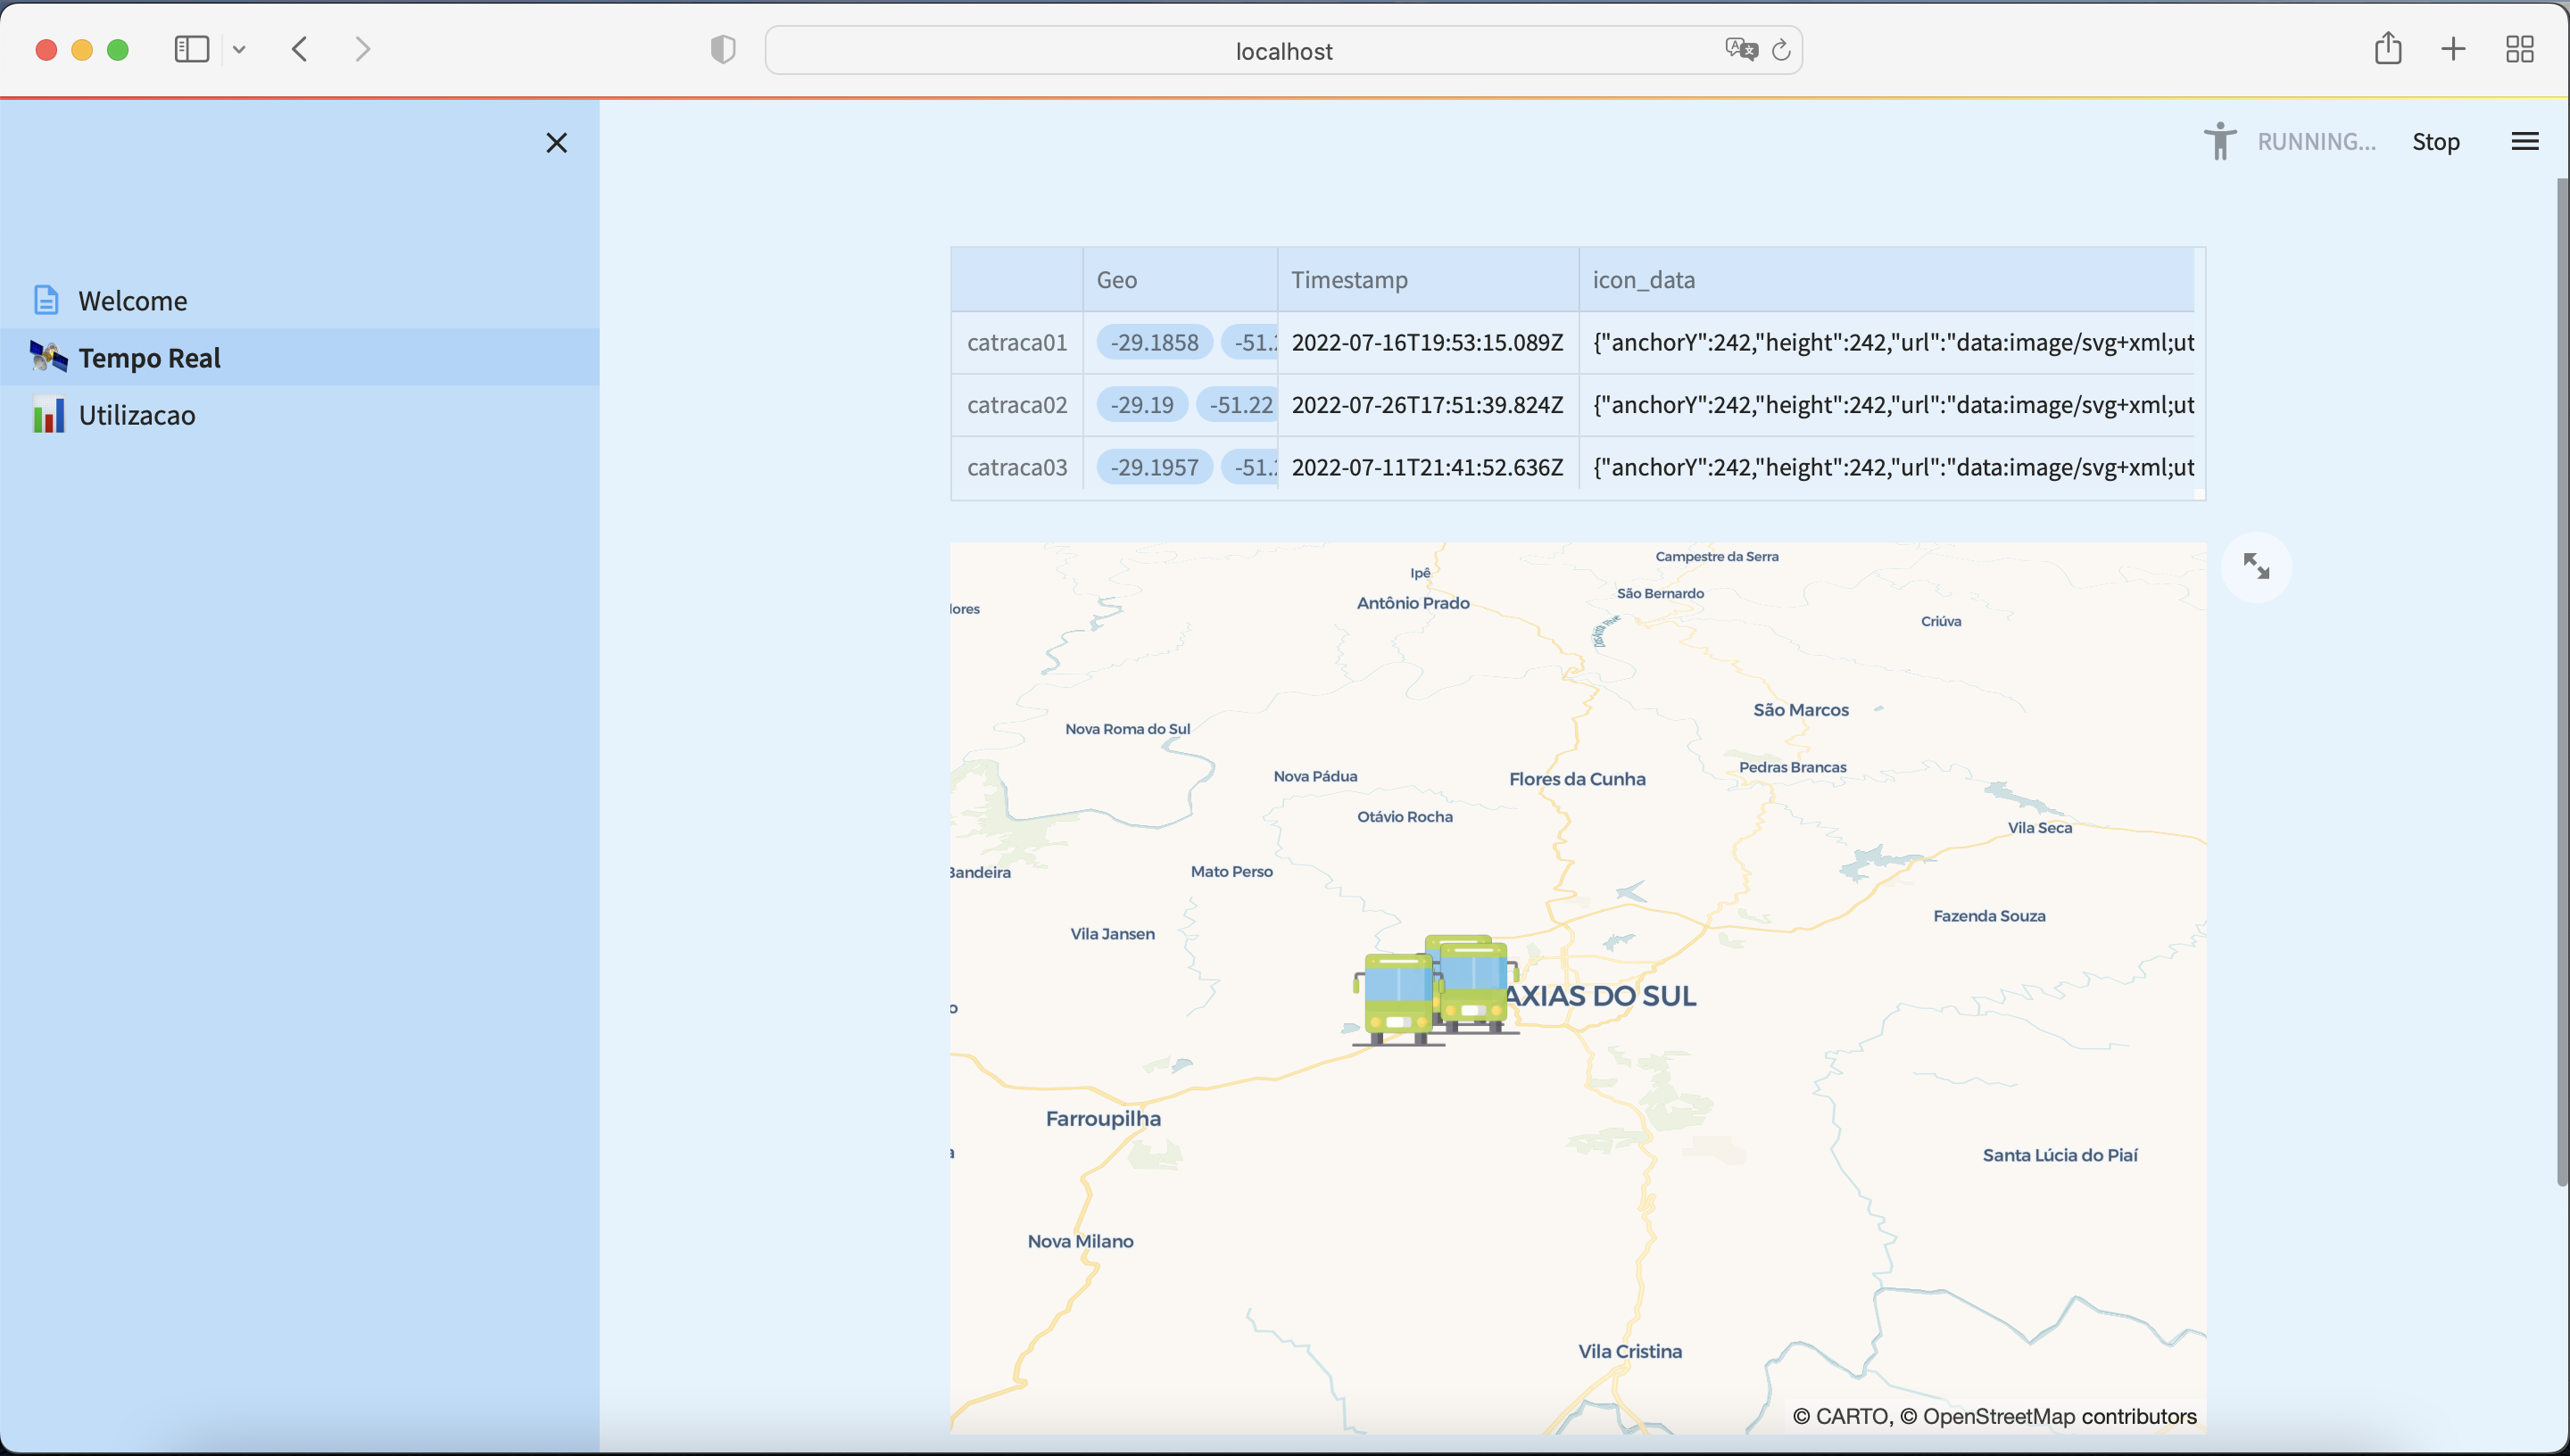 localhost
RUNNING...
Stop
Welcome
Tempo Real
Utilizacao
Geo Timestamp icon_data
catraca01 -29.1858 -51.2 2022-07-16T19:53:15.089Z {"anchorY":242,"height":242,"url":"data:image/svg+xml;ut
catraca02 -29.19 -51.22 2022-07-26T17:51:39.824Z {"anchorY":242,"height":242,"url":"data:image/svg+xml;ut
catraca03 -29.1957 -51.2 2022-07-11T21:41:52.636Z {"anchorY":242,"height":242,"url":"data:image/svg+xml;ut
Campestre da Serra
Ipê
São Bernardo
Antônio Prado
lores
Criúva
São Marcos
Nova Roma do Sul
Pedras Brancas
Nova Pádua
Flores da Cunha
Otávio Rocha
Vila Seca
Mato Perso
Bandeira
Fazenda Souza
Vila Jansen
AXIAS DO SUL
o
Farroupilha
a
Santa Lúcia do Piaí
Nova Milano
Vila Cristina
© CARTO, © OpenStreetMap contributors